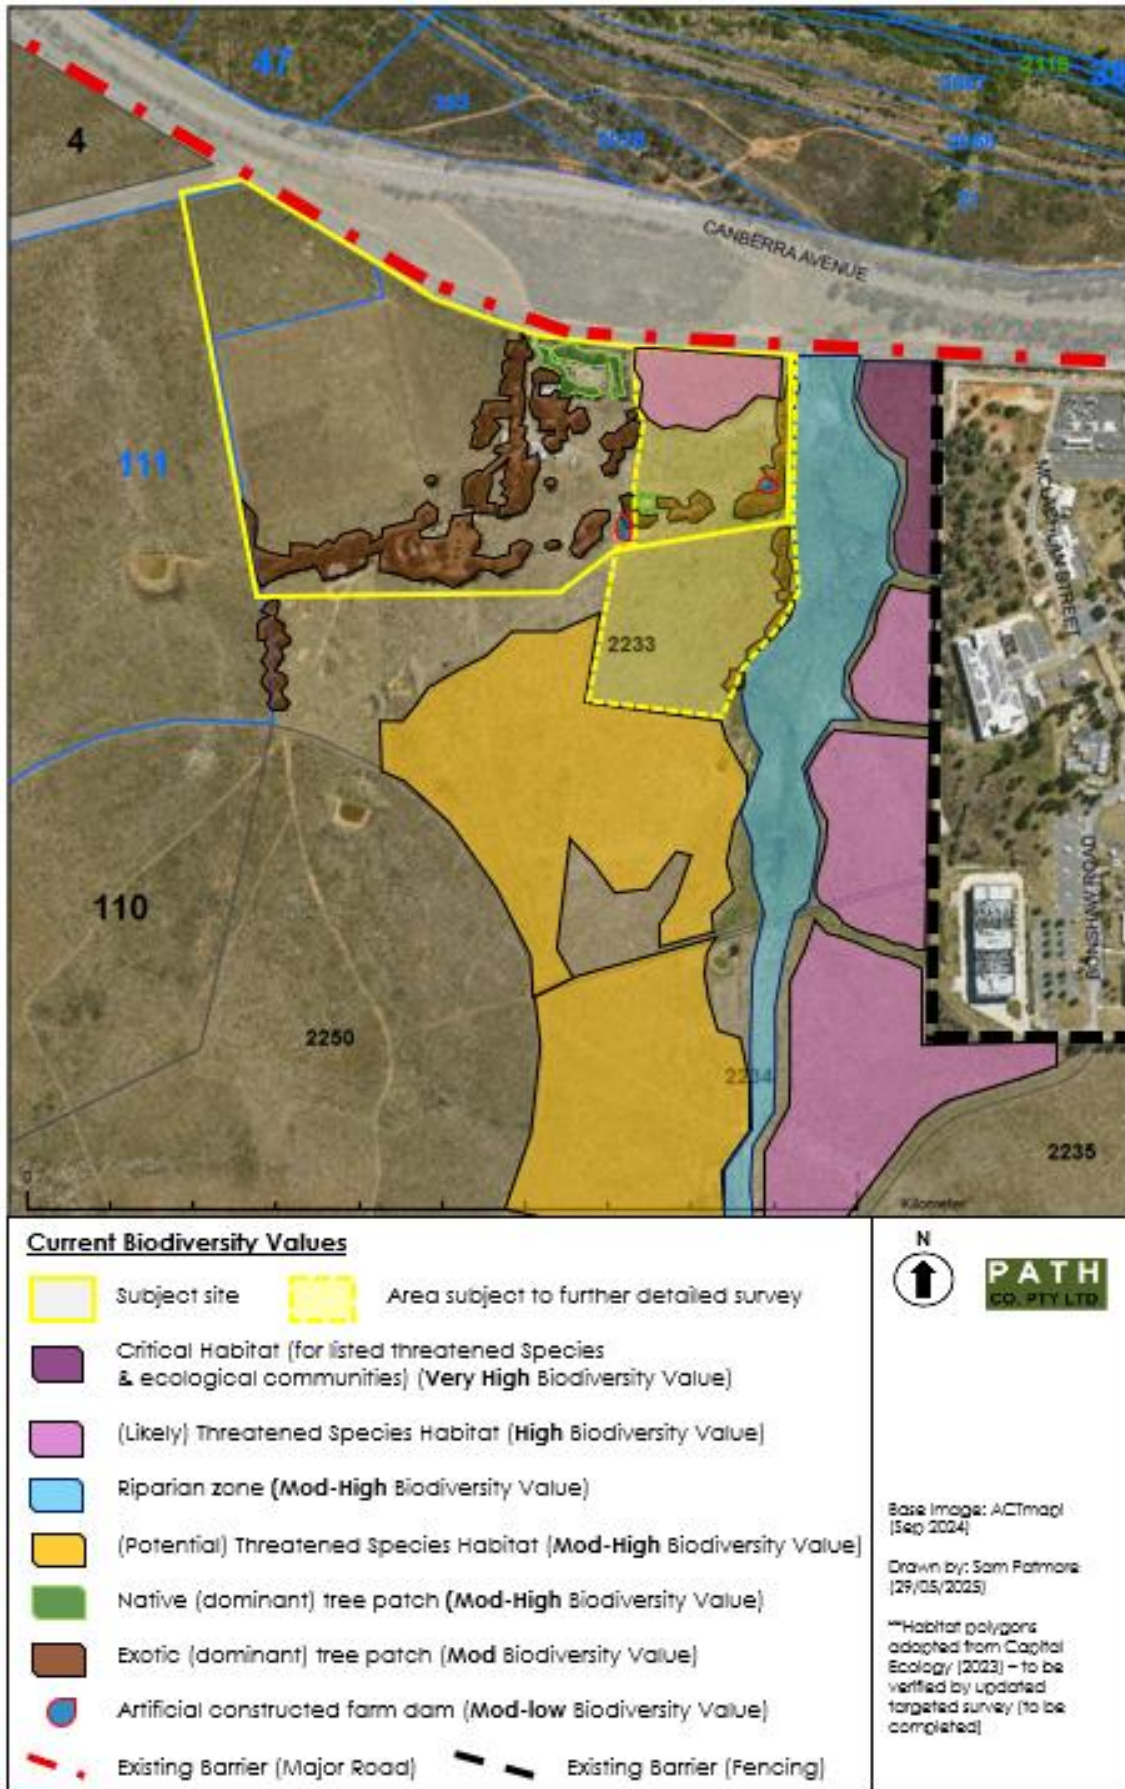 47
4
2118
CANBERRA AVENUE
111
2233
110
2250
2234
2235
BONSHAW ROAD
0
Kilometer
Current Biodiversity Values
Subject site
Area subject to further detailed survey
Critical Habitat (for listed threatened Species
& ecological communities) (Very High Biodiversity Value)
(Likely) Threatened Species Habitat (High Biodiversity Value)
Riparian zone (Mod-High Biodiversity Value)
(Potential) Threatened Species Habitat (Mod-High Biodiversity Value)
Native (dominant) tree patch (Mod-High Biodiversity Value)
Exotic (dominant) tree patch (Mod Biodiversity Value)
Artificial constructed farm dam (Mod-low Biodiversity Value)
Existing Barrier (Major Road)
Existing Barrier (Fencing)
N
PATH
CO. PTY LTD
Base image: ACTmapi
(Sep 2024)
Drawn by: Sam Patmore
(29/05/2025)
**Habitat polygons
adapted from Capital
Ecology (2023) – to be
verified by updated
targeted survey (to be
completed)